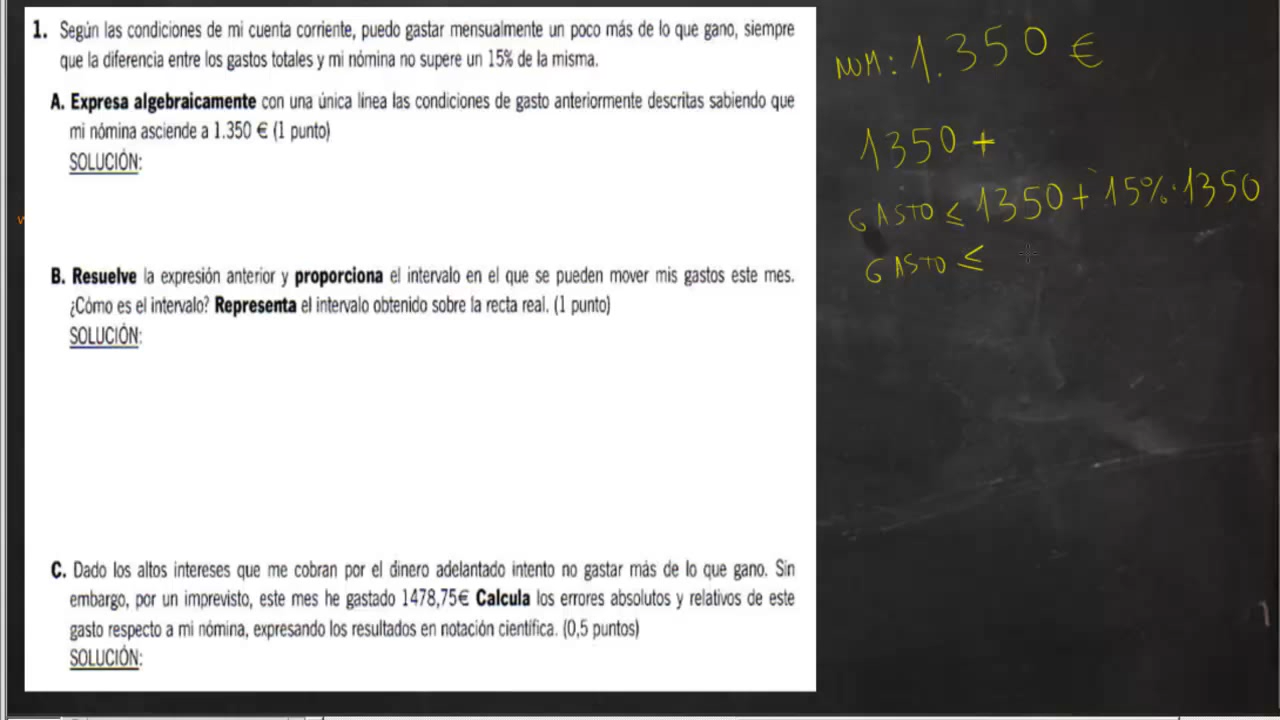 1. Según las condiciones de mi cuenta corriente, puedo gastar mensualmente un poco más de lo que gano, siempre
que la diferencia entre los gastos totales y mi nómina no supere un 15% de la misma.
A. Expresa algebraicamente con una única línea las condiciones de gasto anteriormente descritas sabiendo que
mi nómina asciende a 1.350 € (1 punto)
SOLUCIÓN:
B. Resuelve la expresión anterior y proporciona el intervalo en el que se pueden mover mis gastos este mes.
¿Cómo es el intervalo? Representa el intervalo obtenido sobre la recta real. (1 punto)
SOLUCIÓN:
C. Dado los altos intereses que me cobran por el dinero adelantado intento no gastar más de lo que gano. Sin
embargo, por un imprevisto, este mes he gastado 1478,75€ Calcula los errores absolutos y relativos de este
gasto respecto a mi nómina, expresando los resultados en notación científica. (0,5 puntos)
SOLUCIÓN:
NOM: 1.350 €
1350 +
GASTO ≤ 1350 + 15% · 1350
GASTO ≤